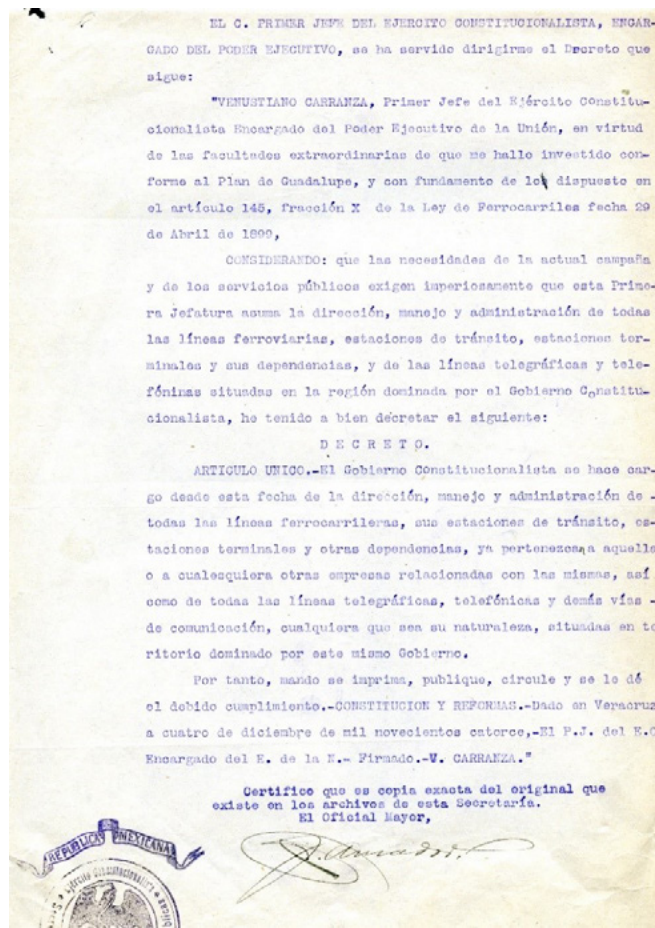 EL C. PRIMER JEFE DEL EJERCITO CONSTITUCIONALISTA, ENCAR-
GADO DEL PODER EJECUTIVO, se ha servido dirigirme el Decreto que
sigue:
"VENUSTIANO CARRANZA, Primer Jefe del Ejército Constitu-
cionalista Encargado del Poder Ejecutivo de la Unión, en virtud
de las facultades extraordinarias de que me hallo investido con-
forme al Plan de Guadalupe, y con fundamento de lo dispuesto en
el artículo 145, fracción X de la Ley de Ferrocarriles fecha 29
de Abril de 1899,
CONSIDERANDO: que las necesidades de la actual campaña
y de los servicios públicos exigen imperiosamente que esta Prime-
ra Jefatura asuma la dirección, manejo y administración de todas
las líneas ferroviarias, estaciones de tránsito, estaciones ter-
minales y sus dependencias, y de las líneas telegráficas y tele-
fóninas situadas en la región dominada por el Gobierno Constitu-
cionalista, he tenido a bien decretar el siguiente:
D E C R E T O.
ARTICULO UNICO.-El Gobierno Constitucionalista se hace car-
go desde esta fecha de la dirección, manejo y administración de -
todas las líneas ferrocarrileras, sus estaciones de tránsito, es-
taciones terminales y otras dependencias, ya pertenezcan a aquella
o a cualesquiera otras empresas relacionadas con las mismas, así
como de todas las líneas telegráficas, telefónicas y demás vías -
de comunicación, cualquiera que sea su naturaleza, situadas en te
ritorio dominado por este mismo Gobierno.
Por tanto, mando se imprima, publique, circule y se le dé
el debido cumplimiento.-CONSTITUCION Y REFORMAS.-Dado en Veracruz
a cuatro de diciembre de mil novecientos catorce,-El P.J. del E.C
Encargado del E. de la N.- Firmado.-V. CARRANZA."
Certifico que es copia exacta del original que
existe en los archivos de esta Secretaría.
El Oficial Mayor,
REPUBLICA MEXICANA
Ejército Constitucionalista